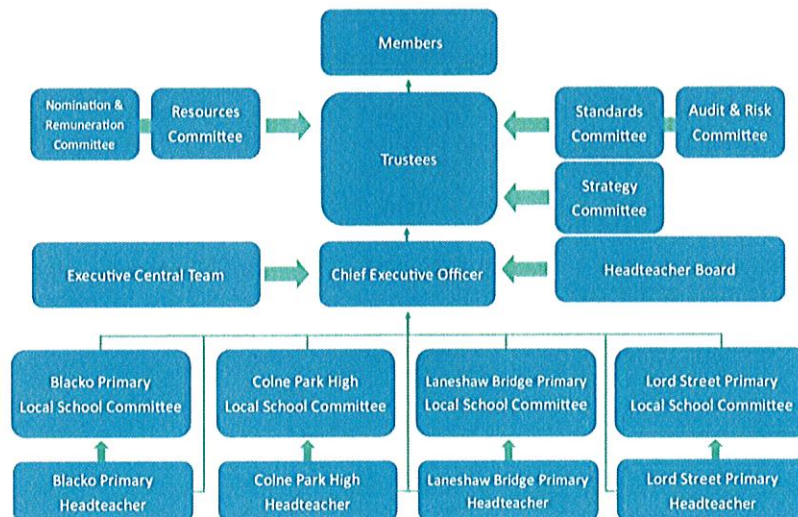 Members
Nomination &
Remuneration
Committee
Resources
Committee
Trustees
Standards
Committee
Audit & Risk
Committee
Strategy
Committee
Executive Central Team
Chief Executive Officer
Headteacher Board
Blacko Primary
Local School Committee
Colne Park High
Local School Committee
Laneshaw Bridge Primary
Local School Committee
Lord Street Primary
Local School Committee
Blacko Primary
Headteacher
Colne Park High
Headteacher
Laneshaw Bridge Primary
Headteacher
Lord Street Primary
Headteacher